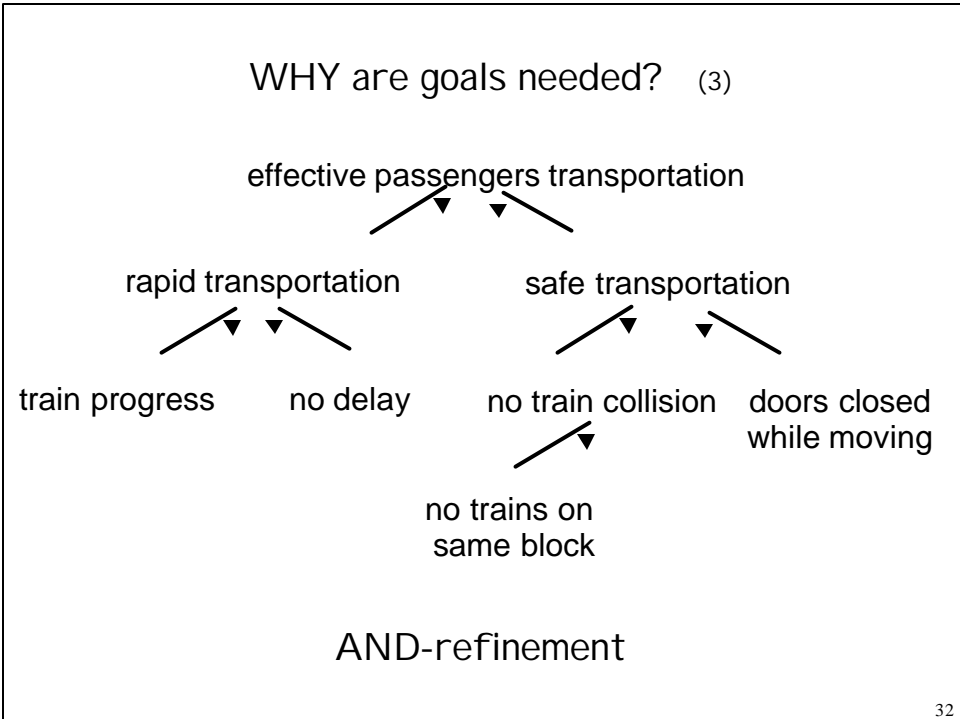 WHY are goals needed? (3)
effective passengers transportation
rapid transportation safe transportation
train progress no delay no train collision doors closed
while moving
no trains on
same block
AND-refinement
32